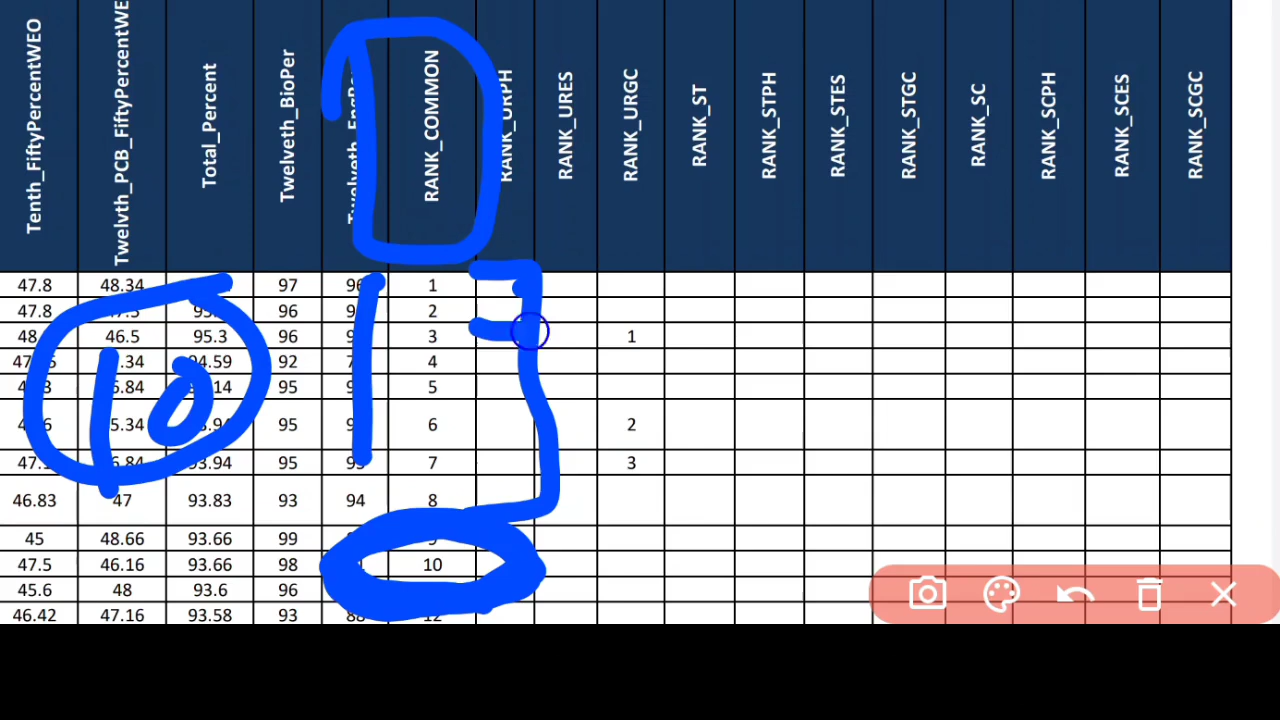 Tenth_FiftyPercentWEO Twelvth_PCB_FiftyPercentWE Total_Percent Twelveth_BioPer RANK_COMMON RANK_URPH RANK_URES RANK_URGC RANK_ST RANK_STPH RANK_STES RANK_STGC RANK_SC RANK_SCPH RANK_SCES RANK_SCGC
47.8 48.34 97 1
47.8 96 2
46.5 95.3 96 3 1
92 4
95 5
95 6 2
95 7 3
46.83 47 93.83 93 94 8
45 48.66 93.66 99
47.5 46.16 93.66 98 10
45.6 48 93.6 96
46.42 47.16 93.58 93 12
10